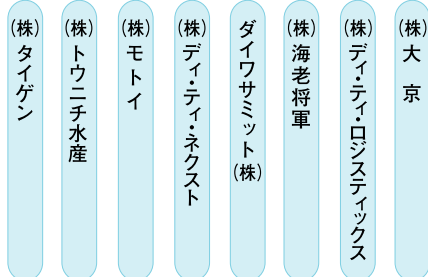 (株)大京
(株)ディ・ティ・ロジスティックス
(株)海老将軍
ダイワサミット(株)
(株)ディ・ティ・ネクスト
(株)モトイ
(株)トウニチ水産
(株)タイゲン